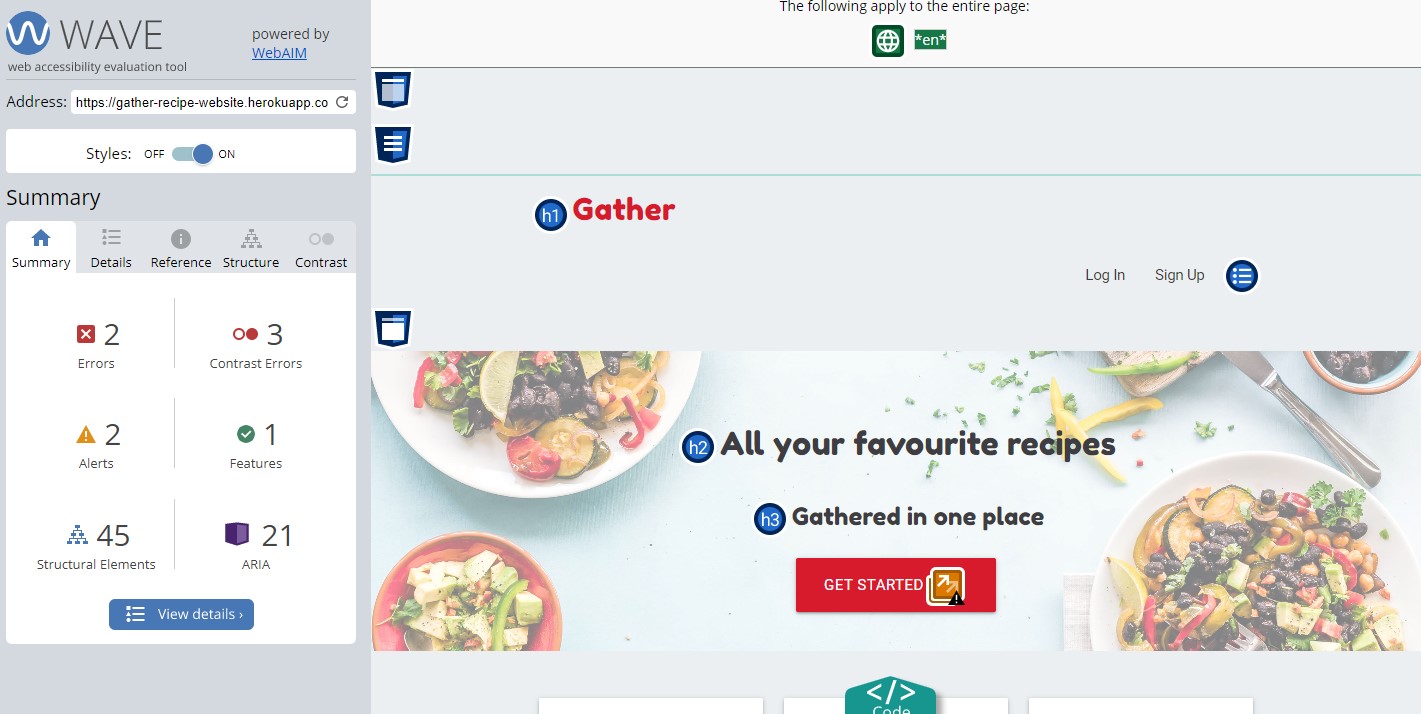 WAVE
powered by
WebAIM
web accessibility evaluation tool
Address: https://gather-recipe-website.herokuapp.co
Styles: OFF ON
Summary
Summary Details Reference Structure Contrast
2 3
Errors Contrast Errors
2 1
Alerts Features
45 21
Structural Elements ARIA
View details ›
The following apply to the entire page:
*en*
h1 Gather
Log In Sign Up
h2 All your favourite recipes
h3 Gathered in one place
GET STARTED
</>
Code